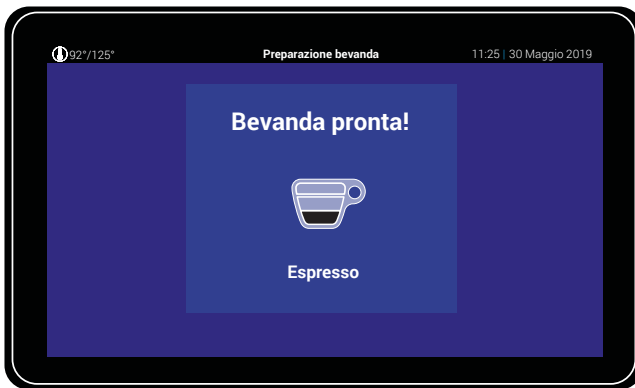 92°/125°
Preparazione bevanda
11:25 | 30 Maggio 2019
Bevanda pronta!
Espresso